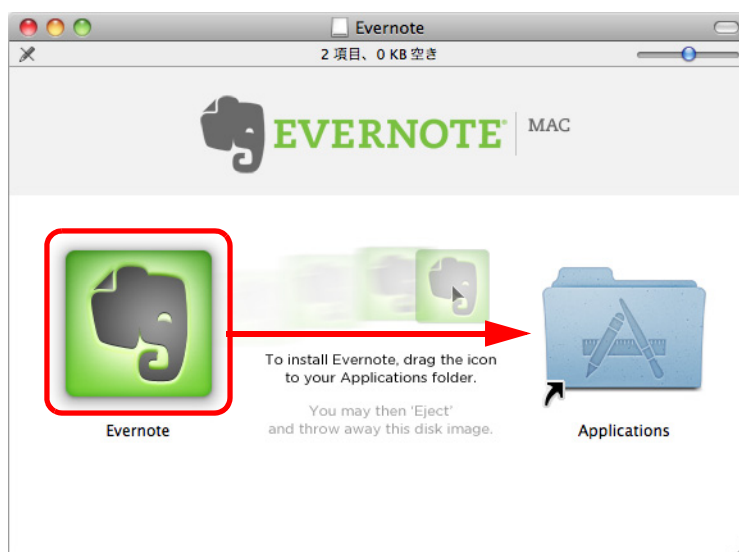 Evernote
2 項目、0 KB 空き
EVERNOTE® MAC
To install Evernote, drag the icon
to your Applications folder.
You may then 'Eject'
and throw away this disk image.
Evernote
Applications